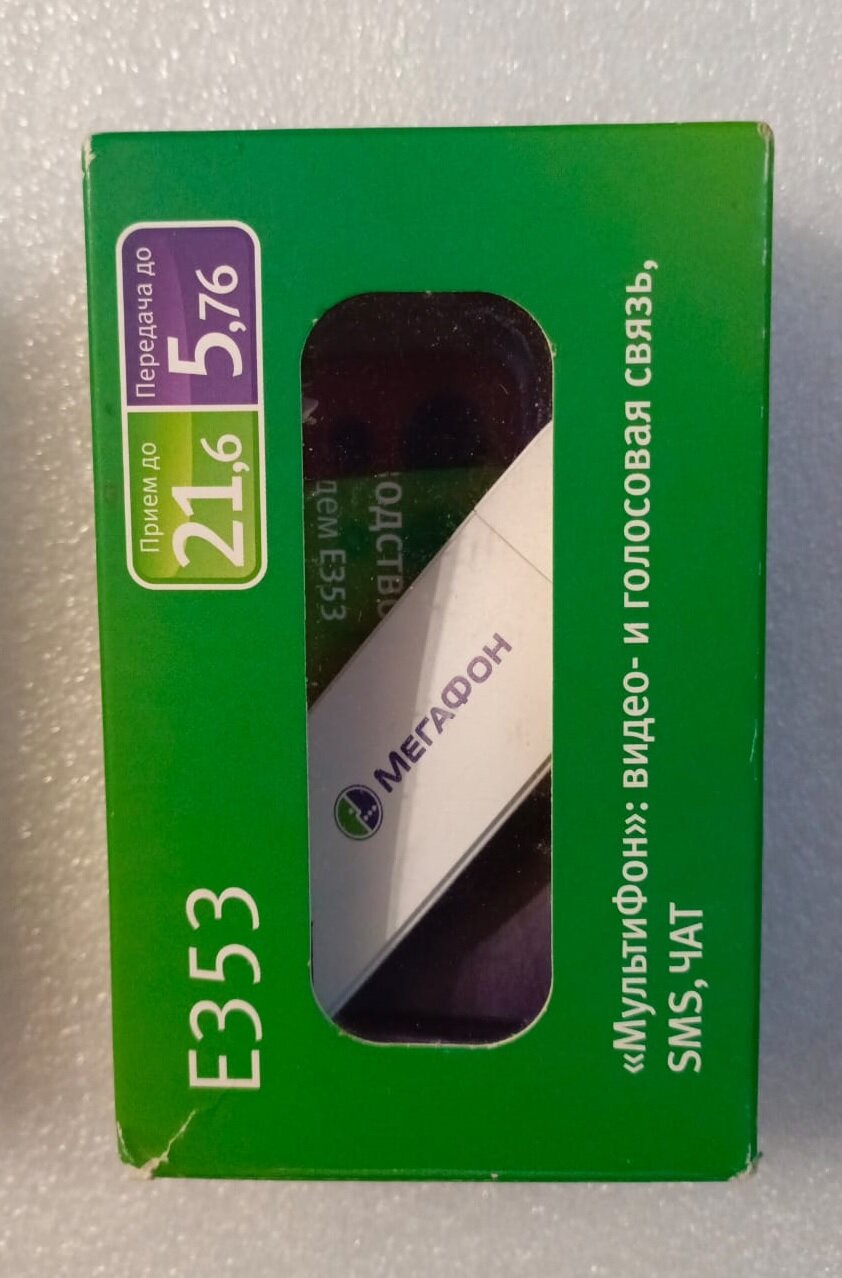 E353
Прием до
21,6
Передача до
5,76
МЕГАФОН
ОДСТВО
дем E353
«МультиФон»: видео- и голосовая связь,
SMS, ЧАТ